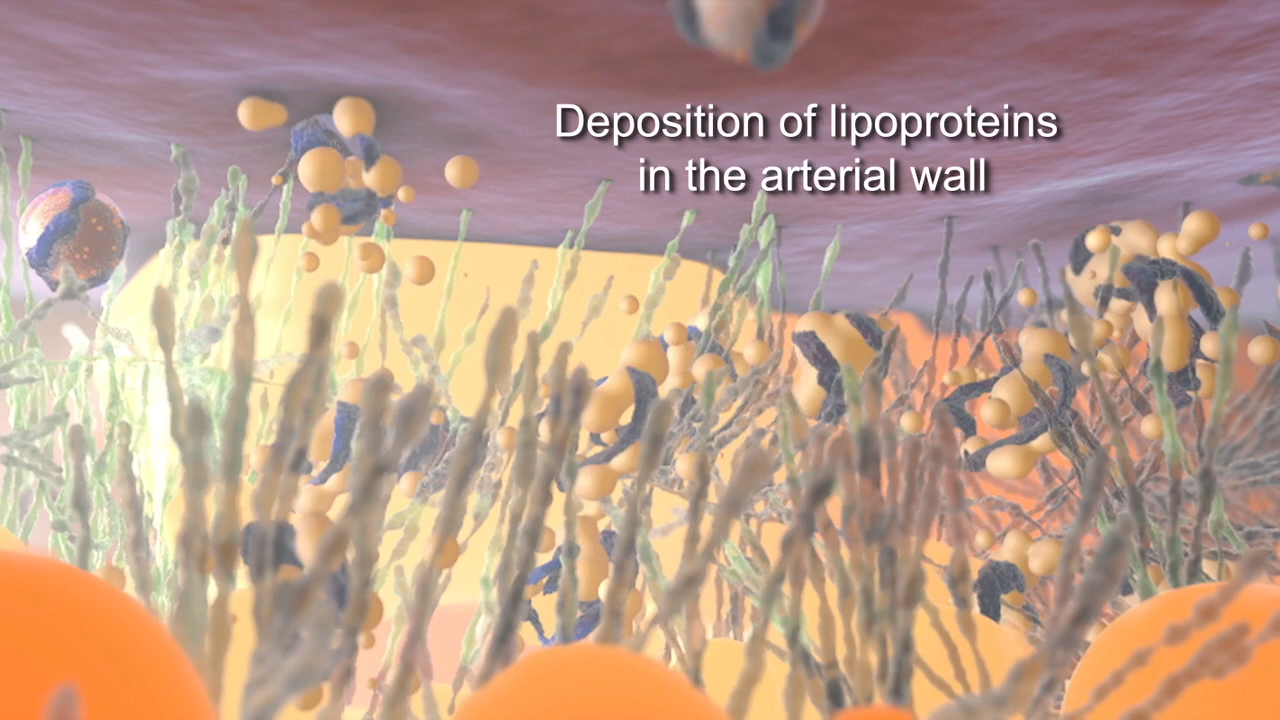 Deposition of lipoproteins
in the arterial wall